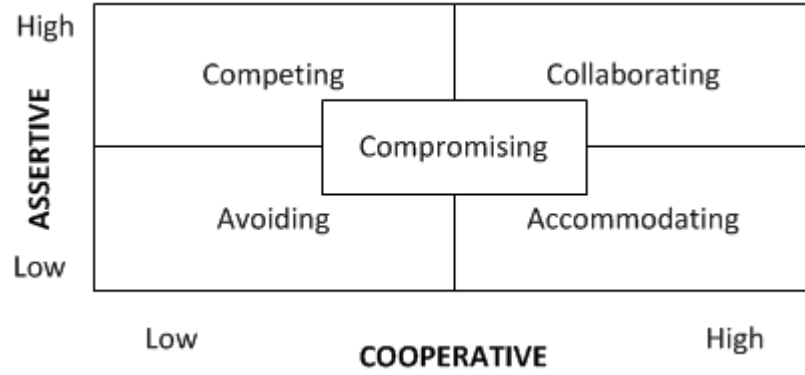 High
Competing
Collaborating
ASSERTIVE
Compromising
Avoiding
Accommodating
Low
Low
High
COOPERATIVE